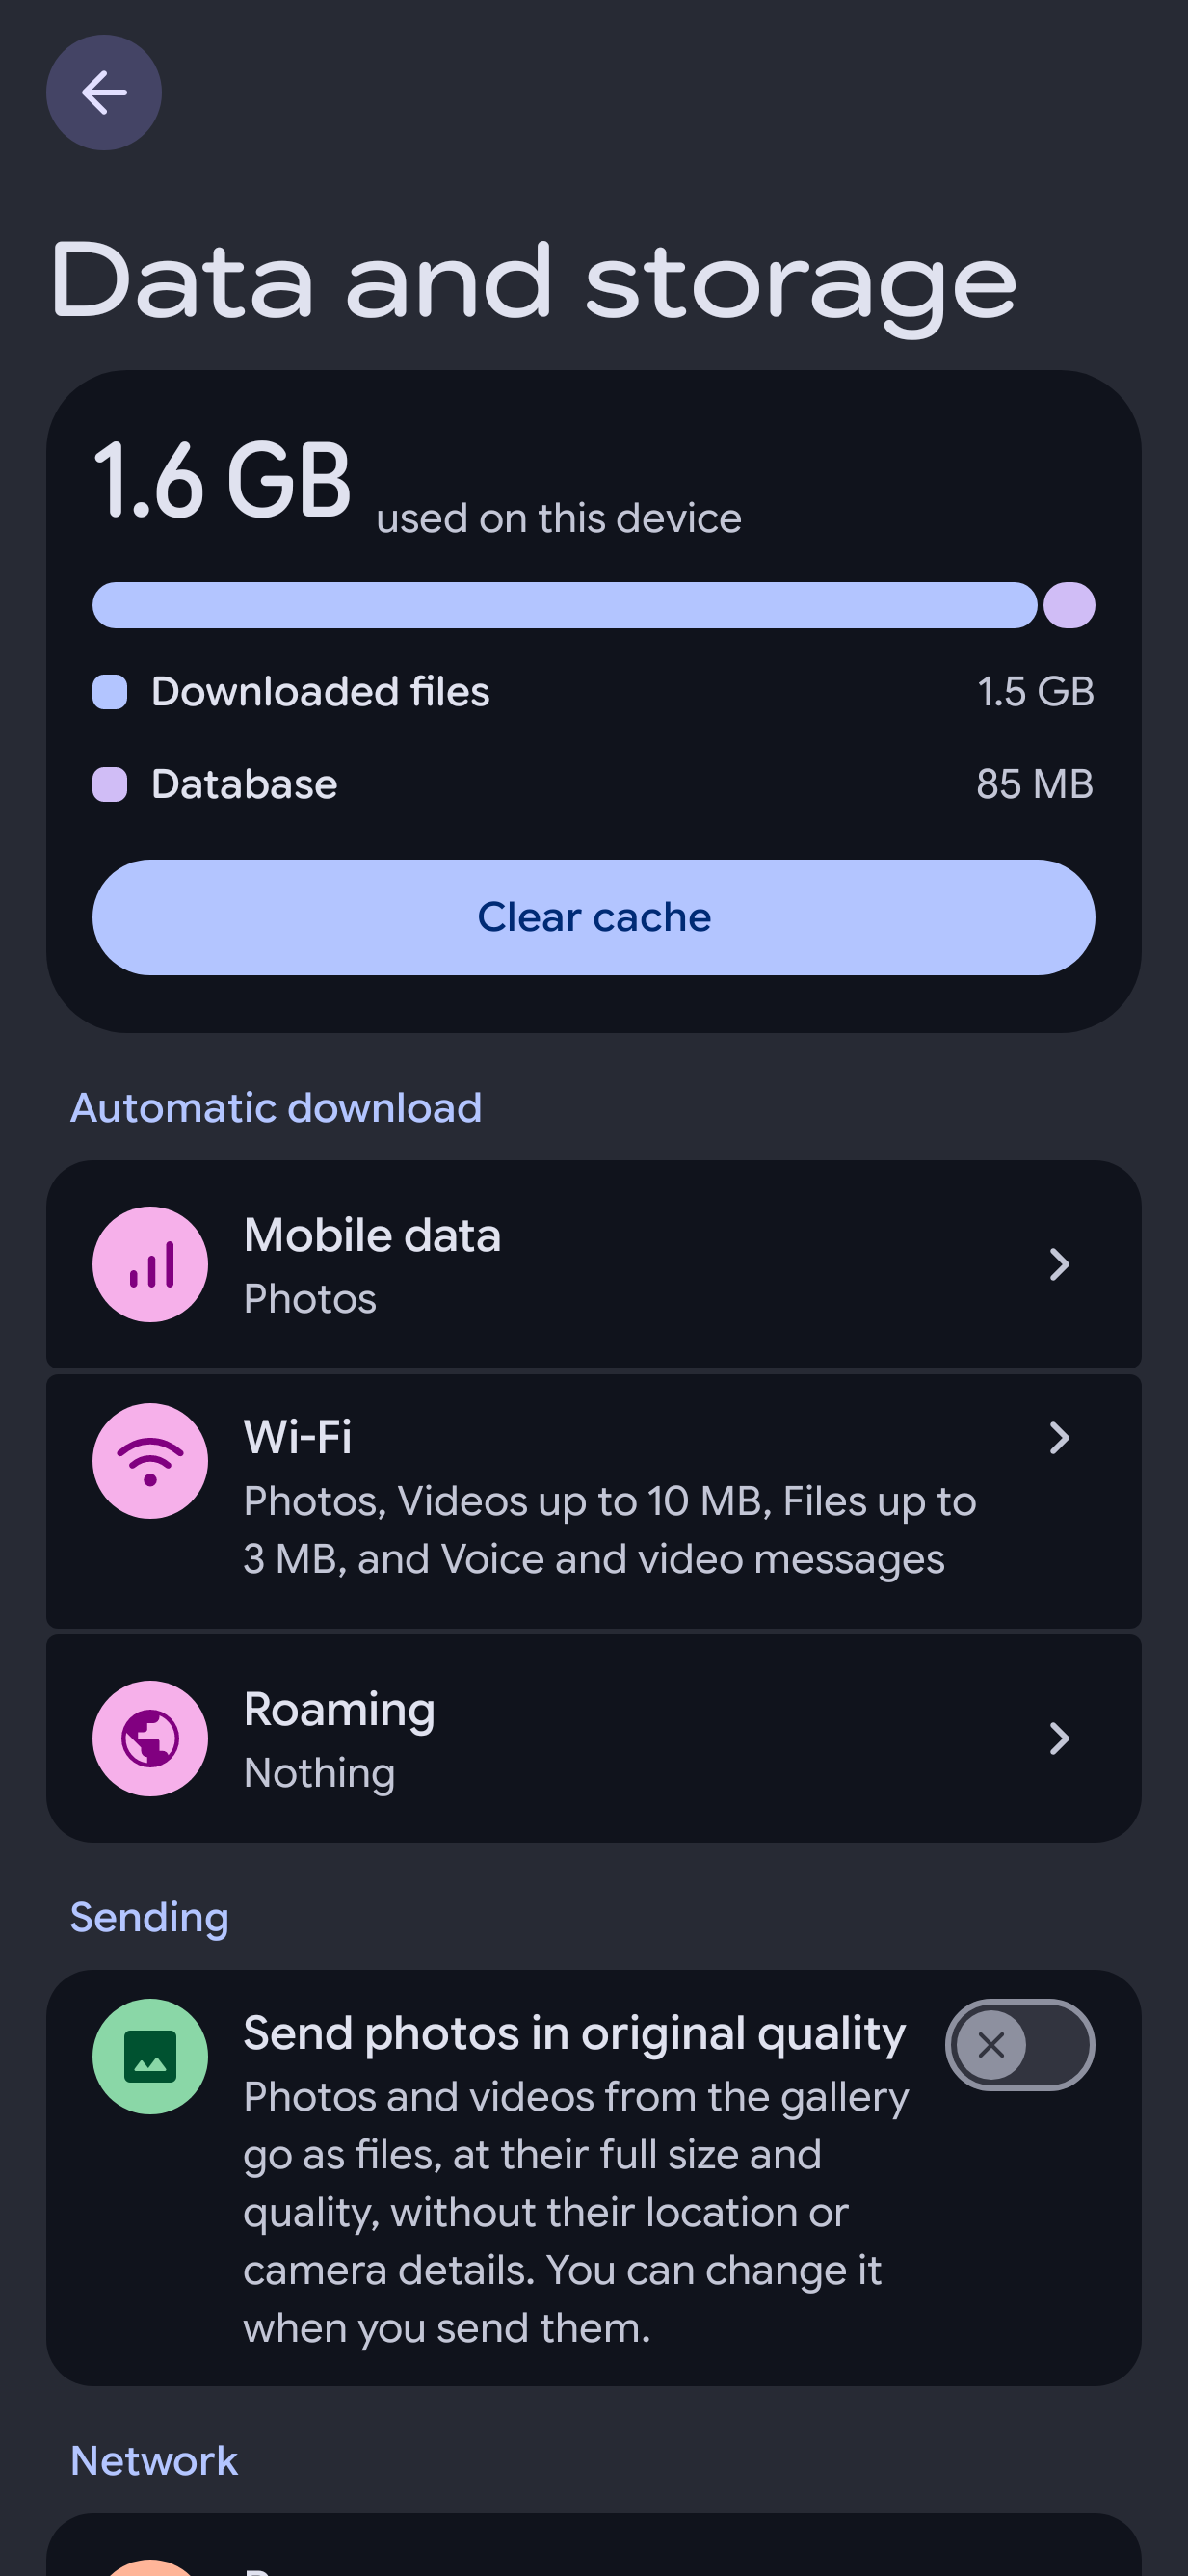 Data and storage
1.6 GB used on this device
Downloaded files 1.5 GB
Database 85 MB
Clear cache
Automatic download
Mobile data
Photos
Wi-Fi
Photos, Videos up to 10 MB, Files up to
3 MB, and Voice and video messages
Roaming
Nothing
Sending
Send photos in original quality
Photos and videos from the gallery
go as files, at their full size and
quality, without their location or
camera details. You can change it
when you send them.
Network